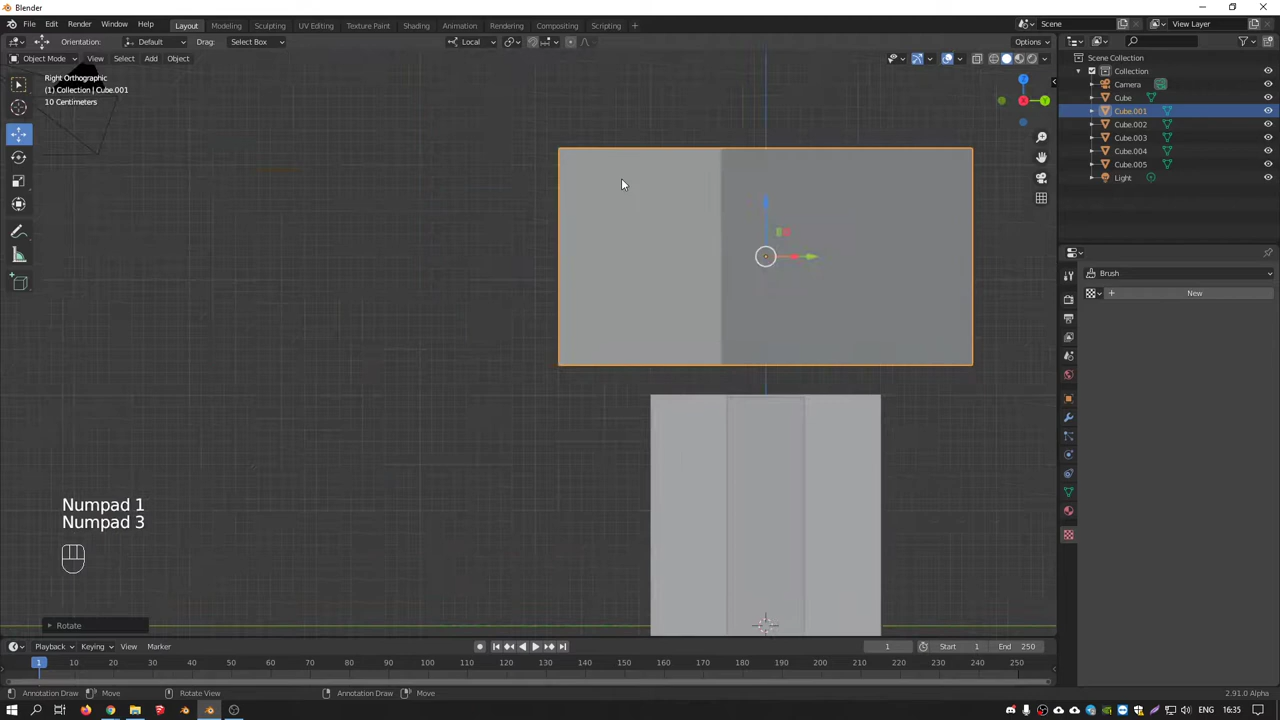 Blender
File Edit Render Window Help Layout Modeling Sculpting UV Editing Texture Paint Shading Animation Rendering Compositing Scripting + Scene View Layer
Orientation: Default Drag: Select Box Local Options
Object Mode View Select Add Object
Right Orthographic
(1) Collection | Cube.001
10 Centimeters
Z
Y
Scene Collection
Collection
Camera
Cube
Cube.001
Cube.002
Cube.003
Cube.004
Cube.005
Light
Brush
+ New
Numpad 1
Numpad 3
Rotate
Playback Keying View Marker 1 Start 1 End 250
1 10 20 30 40 50 60 70 80 90 100 110 120 130 140 150 160 170 180 190 200 210 220 230 240 250
Annotation Draw Move Rotate View Annotation Draw Move 2.91.0 Alpha
ENG 16:35